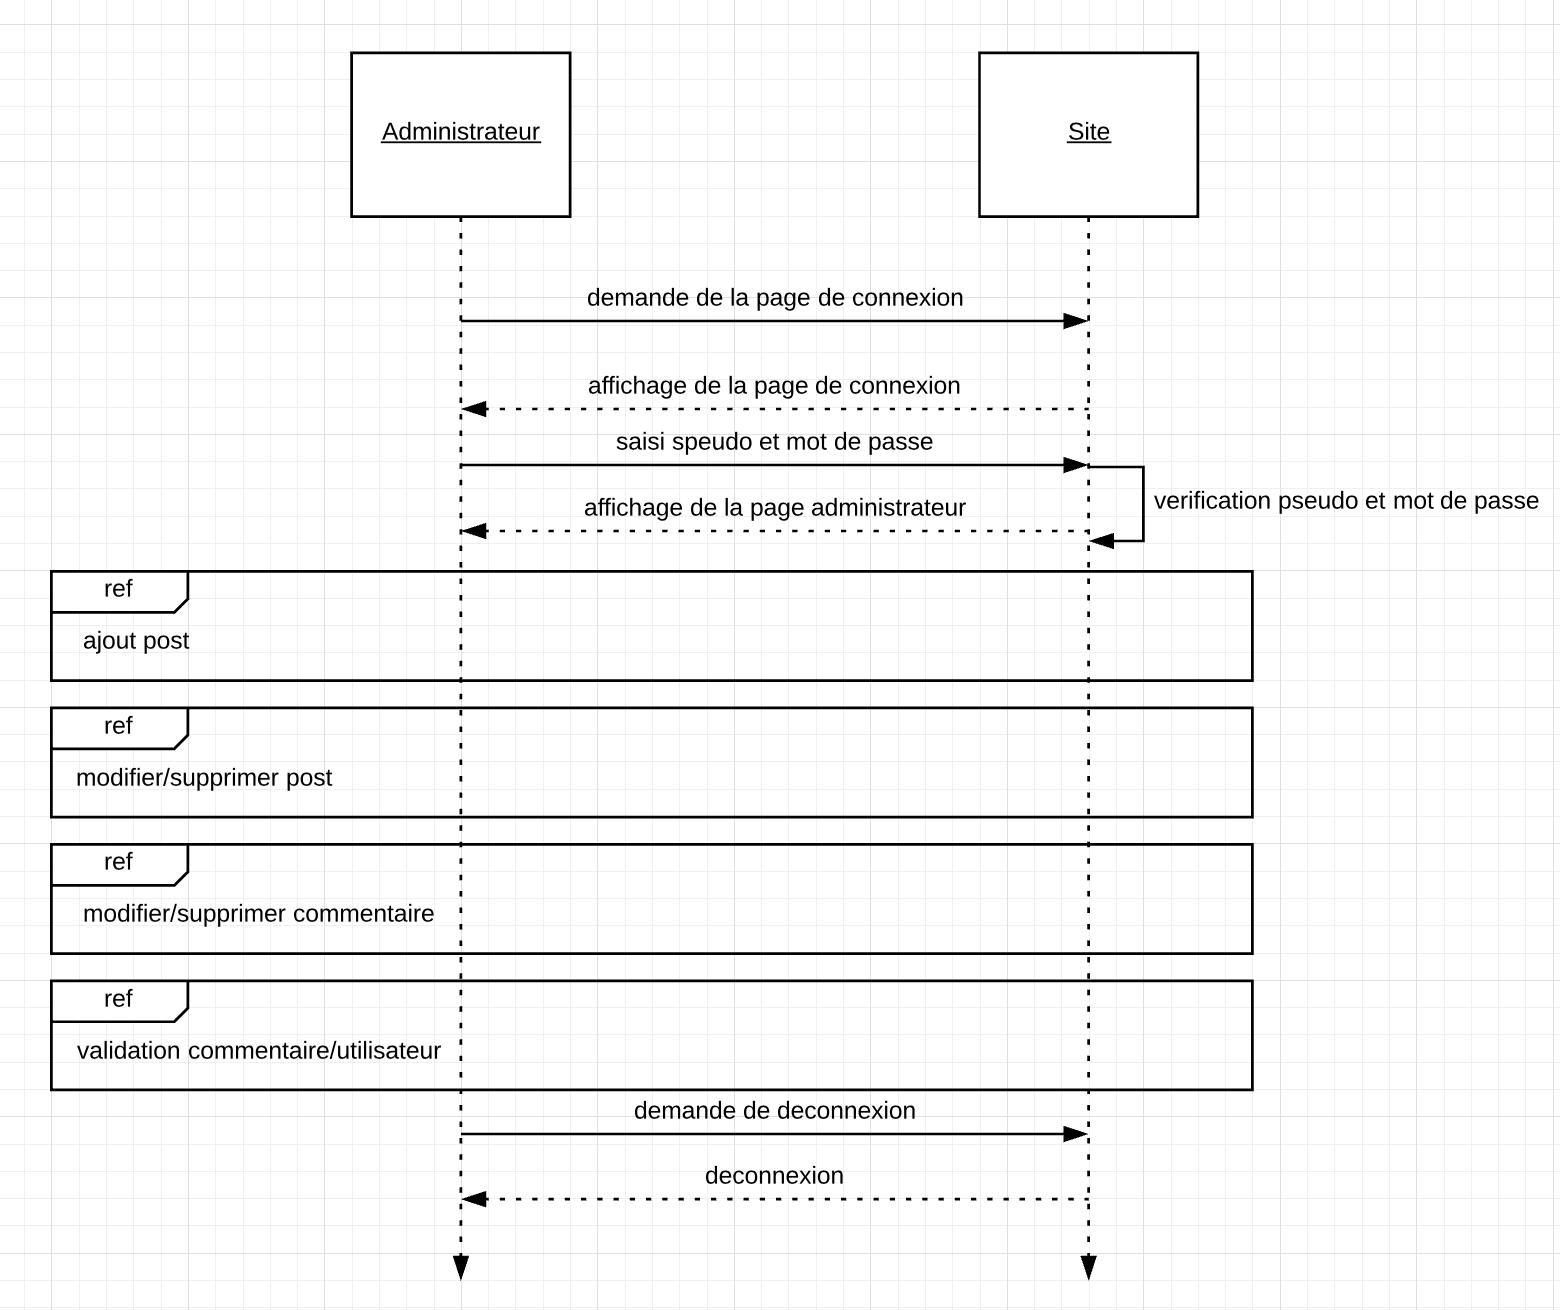 Administrateur
Site
demande de la page de connexion
affichage de la page de connexion
saisi speudo et mot de passe
verification pseudo et mot de passe
affichage de la page administrateur
ref
ajout post
ref
modifier/supprimer post
ref
modifier/supprimer commentaire
ref
validation commentaire/utilisateur
demande de deconnexion
deconnexion